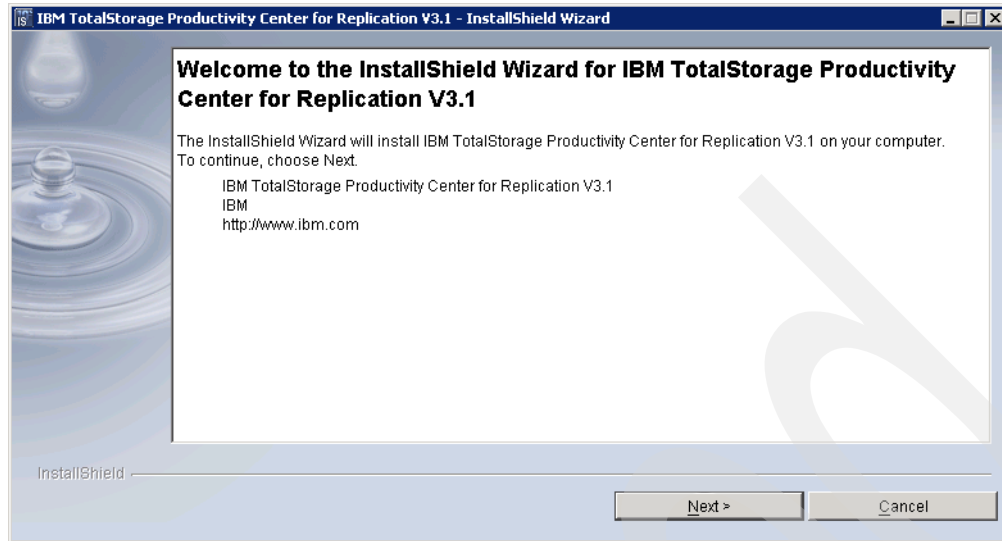 IBM TotalStorage Productivity Center for Replication V3.1 - InstallShield Wizard
Welcome to the InstallShield Wizard for IBM TotalStorage Productivity
Center for Replication V3.1
The InstallShield Wizard will install IBM TotalStorage Productivity Center for Replication V3.1 on your computer.
To continue, choose Next.
IBM TotalStorage Productivity Center for Replication V3.1
IBM
http://www.ibm.com
InstallShield
Next >
Cancel